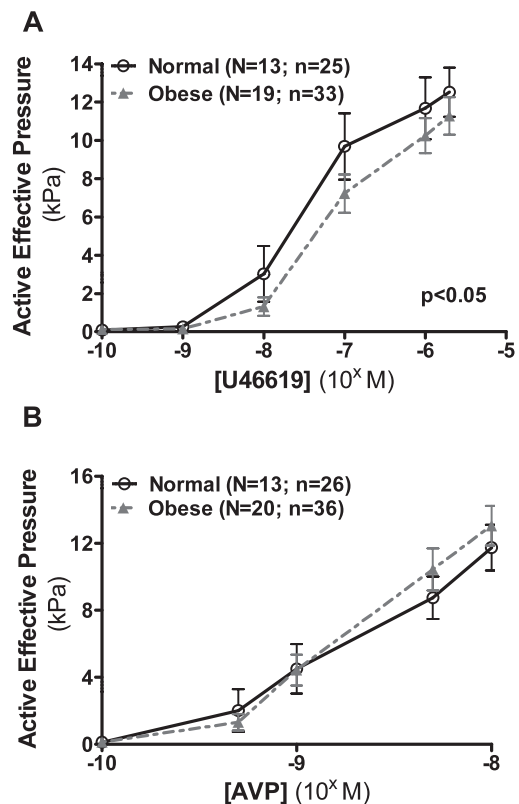 A
14
12
10
8
6
4
2
0
Active Effective Pressure
(kPa)
Normal (N=13; n=25)
Obese (N=19; n=33)
p<0.05
-10 -9 -8 -7 -6 -5
[U46619] (10ˣ M)
B
16
12
8
4
0
Active Effective Pressure
(kPa)
Normal (N=13; n=26)
Obese (N=20; n=36)
-10 -9 -8
[AVP] (10ˣ M)